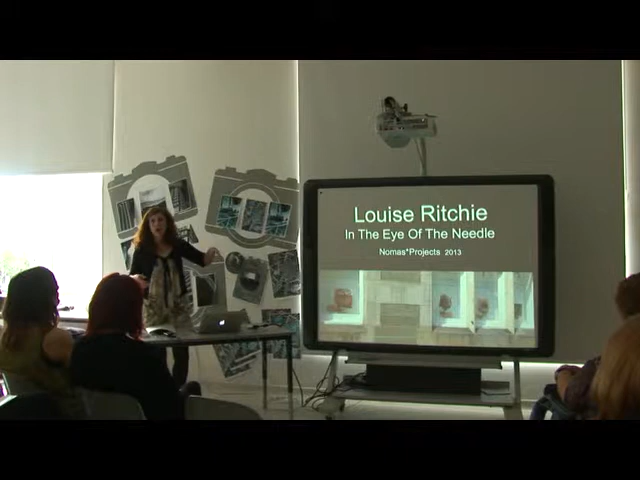 Louise Ritchie
In The Eye Of The Needle
Nomas*Projects 2013